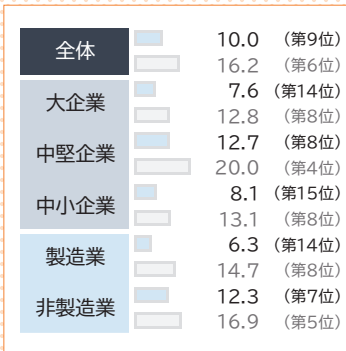 全体
10.0 （第9位）
16.2 （第6位）
大企業
7.6 （第14位）
12.8 （第8位）
中堅企業
12.7 （第8位）
20.0 （第4位）
中小企業
8.1 （第15位）
13.1 （第8位）
製造業
6.3 （第14位）
14.7 （第8位）
非製造業
12.3 （第7位）
16.9 （第5位）